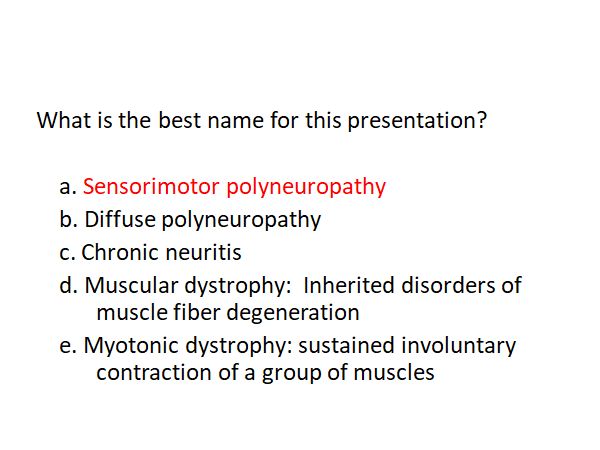 What is the best name for this presentation?
a. Sensorimotor polyneuropathy
b. Diffuse polyneuropathy
c. Chronic neuritis
d. Muscular dystrophy:  Inherited disorders of
muscle fiber degeneration
e. Myotonic dystrophy: sustained involuntary
contraction of a group of muscles